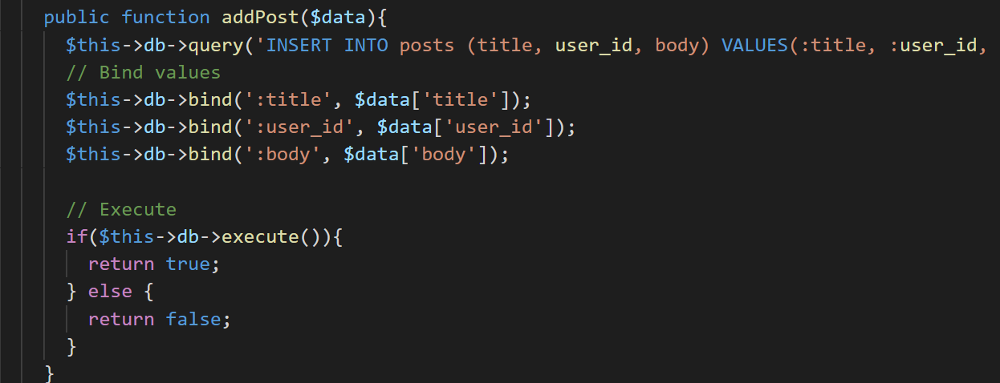 public function addPost($data){
$this->db->query('INSERT INTO posts (title, user_id, body) VALUES(:title, :user_id,
// Bind values
$this->db->bind(':title', $data['title']);
$this->db->bind(':user_id', $data['user_id']);
$this->db->bind(':body', $data['body']);
// Execute
if($this->db->execute()){
return true;
} else {
return false;
}
}